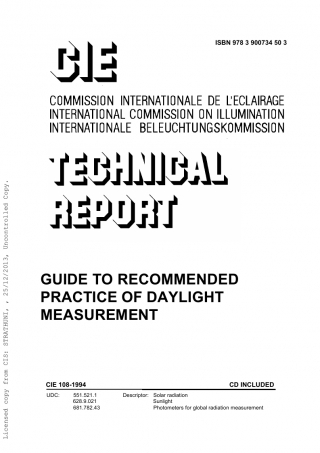 ISBN 978 3 900734 50 3
CIE
COMMISSION INTERNATIONALE DE L'ECLAIRAGE
INTERNATIONAL COMMISSION ON ILLUMINATION
INTERNATIONALE BELEUCHTUNGSKOMMISSION
TECHNICAL
REPORT
GUIDE TO RECOMMENDED
PRACTICE OF DAYLIGHT
MEASUREMENT
CIE 108-1994 CD INCLUDED
UDC: 551.521.1 Descriptor: Solar radiation
628.9.021 Sunlight
681.782.43 Photometers for global radiation measurement
Licensed copy from CIS: STRATHUNI, , 25/12/2013, Uncontrolled Copy.